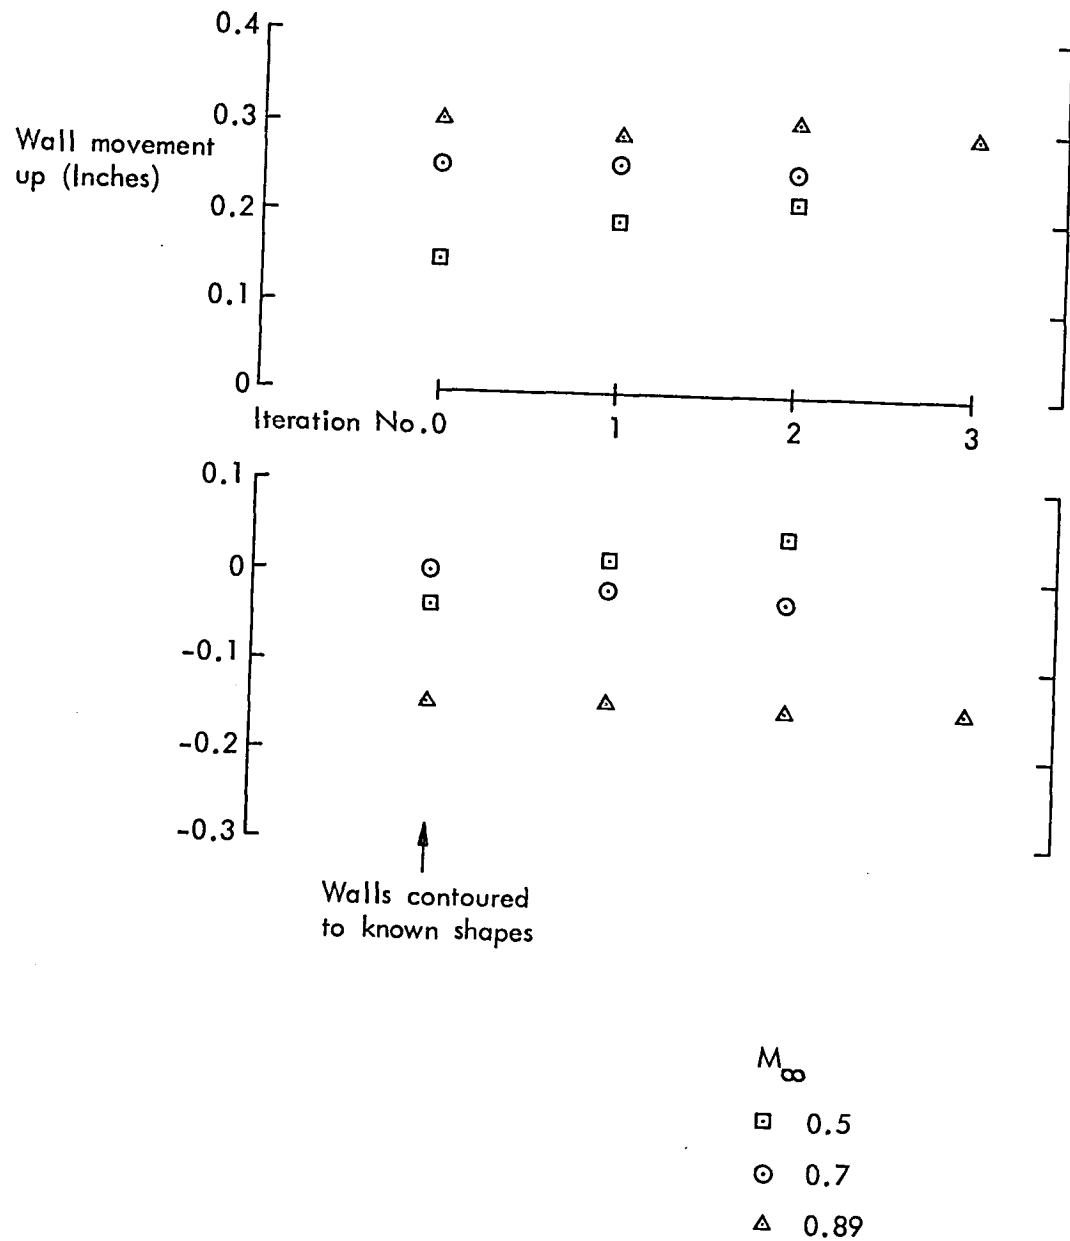 0.4
0.3
Wall movement
up (Inches)
0.2
0.1
0
Iteration No. 0 1 2 3
0.1
0
-0.1
-0.2
-0.3
Walls contoured
to known shapes
M∞
0.5
0.7
0.89